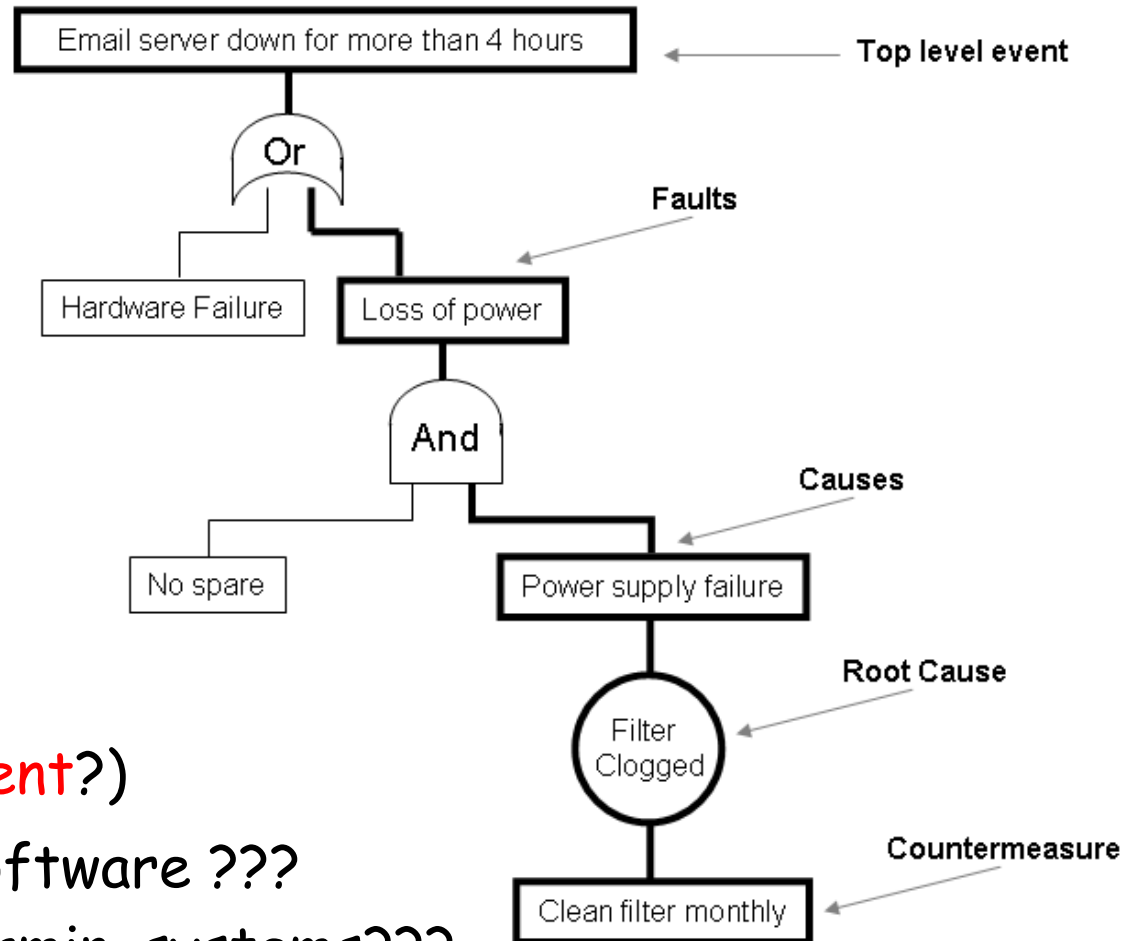 Email server down for more than 4 hours
Top level event
Or
Faults
Hardware Failure
Loss of power
And
Causes
No spare
Power supply failure
Root Cause
Filter
Clogged
ent?)
oftware ???
Countermeasure
Clean filter monthly